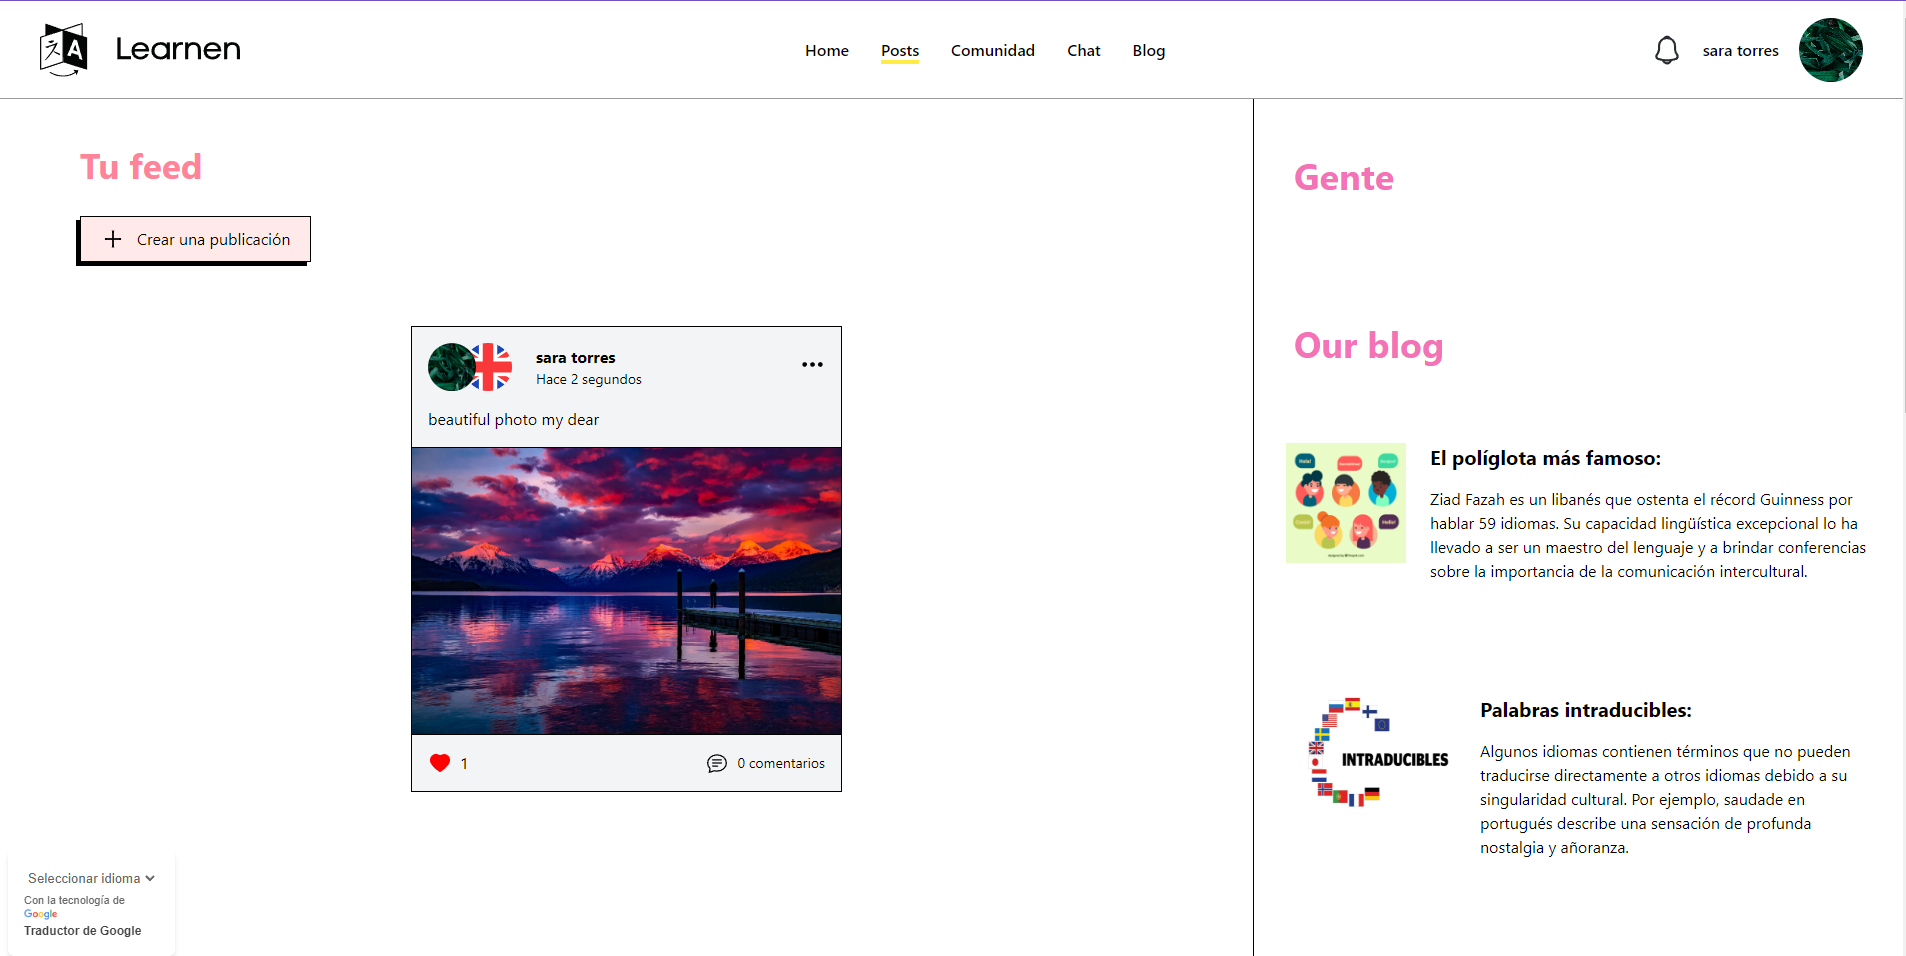 Learnen
Home
Posts
Comunidad
Chat
Blog
sara torres
Tu feed
Crear una publicación
sara torres
Hace 2 segundos
beautiful photo my dear
1
0 comentarios
Gente
Our blog
El políglota más famoso:
Ziad Fazah es un libanés que ostenta el récord Guinness por
hablar 59 idiomas. Su capacidad lingüística excepcional lo ha
llevado a ser un maestro del lenguaje y a brindar conferencias
sobre la importancia de la comunicación intercultural.
INTRADUCIBLES
Palabras intraducibles:
Algunos idiomas contienen términos que no pueden
traducirse directamente a otros idiomas debido a su
singularidad cultural. Por ejemplo, saudade en
portugués describe una sensación de profunda
nostalgia y añoranza.
Seleccionar idioma
Con la tecnología de
Google
Traductor de Google